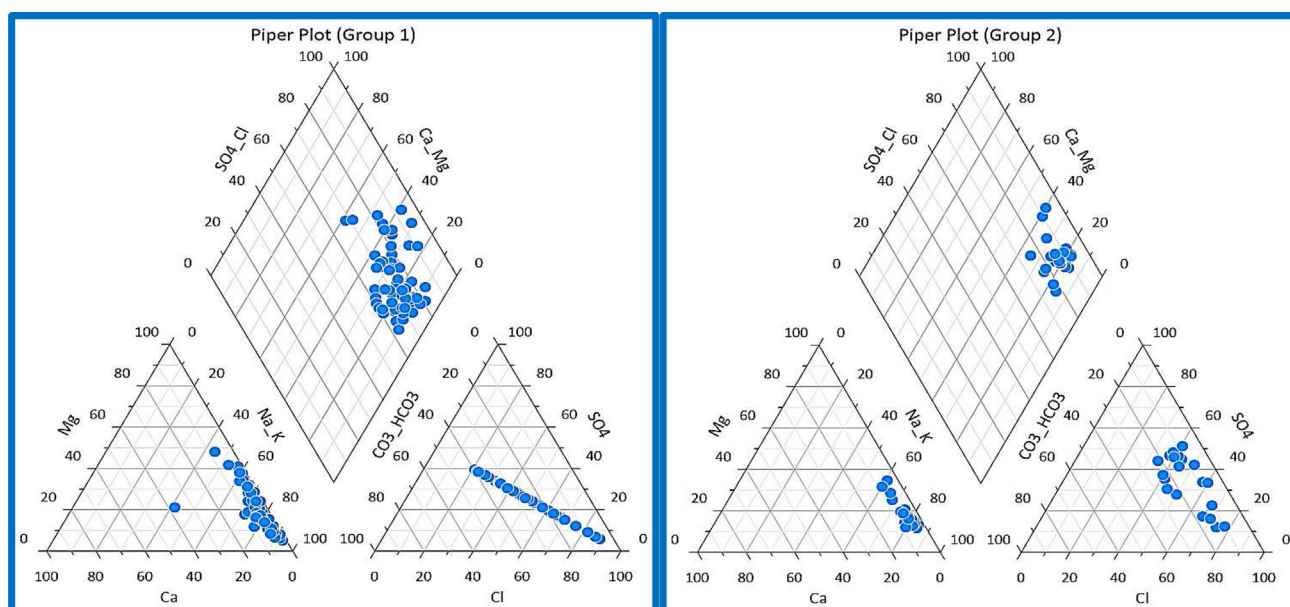 Piper Plot (Group 1)
100 100
80 80
SO4_Cl Ca_Mg
60 60
40 40
20 20
0 0
100 0 0 100
80 20 20 80
Mg Na_K CO3_HCO3 SO4
60 40 40 60
40 60 60 40
20 80 80 20
0 100 100 0
100 80 60 40 20 0 0 20 40 60 80 100
Ca Cl
Piper Plot (Group 2)
100 100
80 80
SO4_Cl Ca_Mg
60 60
40 40
20 20
0 0
100 0 0 100
80 20 20 80
Mg Na_K CO3_HCO3 SO4
60 40 40 60
40 60 60 40
20 80 80 20
0 100 100 0
100 80 60 40 20 0 0 20 40 60 80 100
Ca Cl